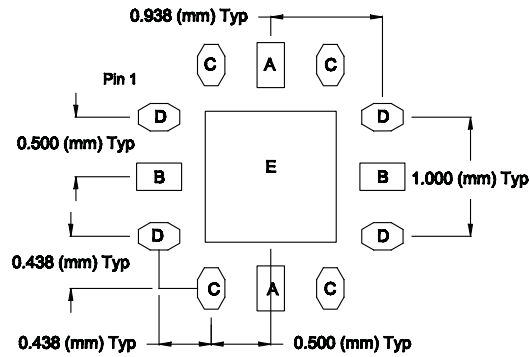 0.938 (mm) Typ
C A C
Pin 1
D D
0.500 (mm) Typ
E
B B
1.000 (mm) Typ
D D
0.438 (mm) Typ
C A C
0.438 (mm) Typ 0.500 (mm) Typ